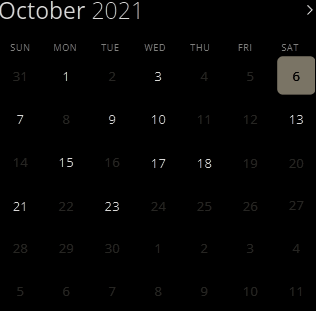 October 2021
SUN MON TUE WED THU FRI SAT
31 1 2 3 4 5 6
7 8 9 10 11 12 13
14 15 16 17 18 19 20
21 22 23 24 25 26 27
28 29 30 1 2 3 4
5 6 7 8 9 10 11